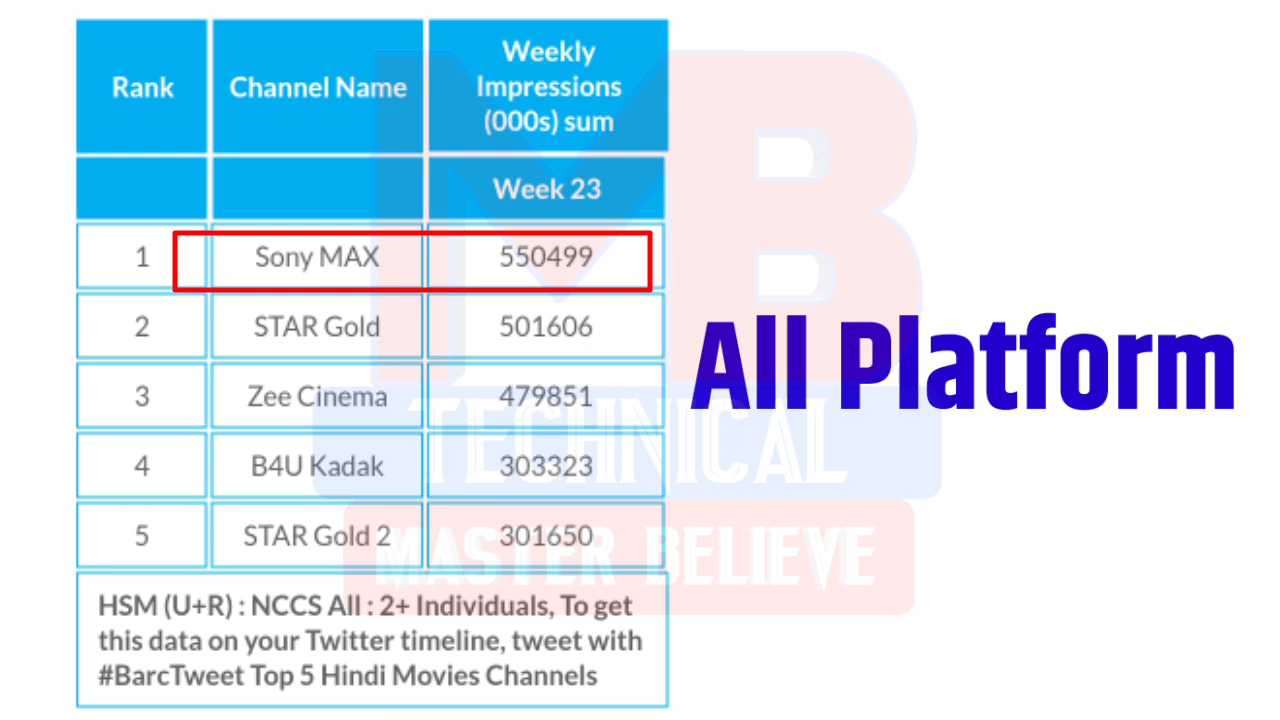 Rank Channel Name Weekly Impressions (000s) sum
Week 23
1 Sony MAX 550499
2 STAR Gold 501606
3 Zee Cinema 479851
4 B4U Kadak 303323
5 STAR Gold 2 301650
HSM (U+R) : NCCS All : 2+ Individuals, To get
this data on your Twitter timeline, tweet with
#BarcTweet Top 5 Hindi Movies Channels
All Platform
MB
TECHNICAL
MASTER BELIEVE